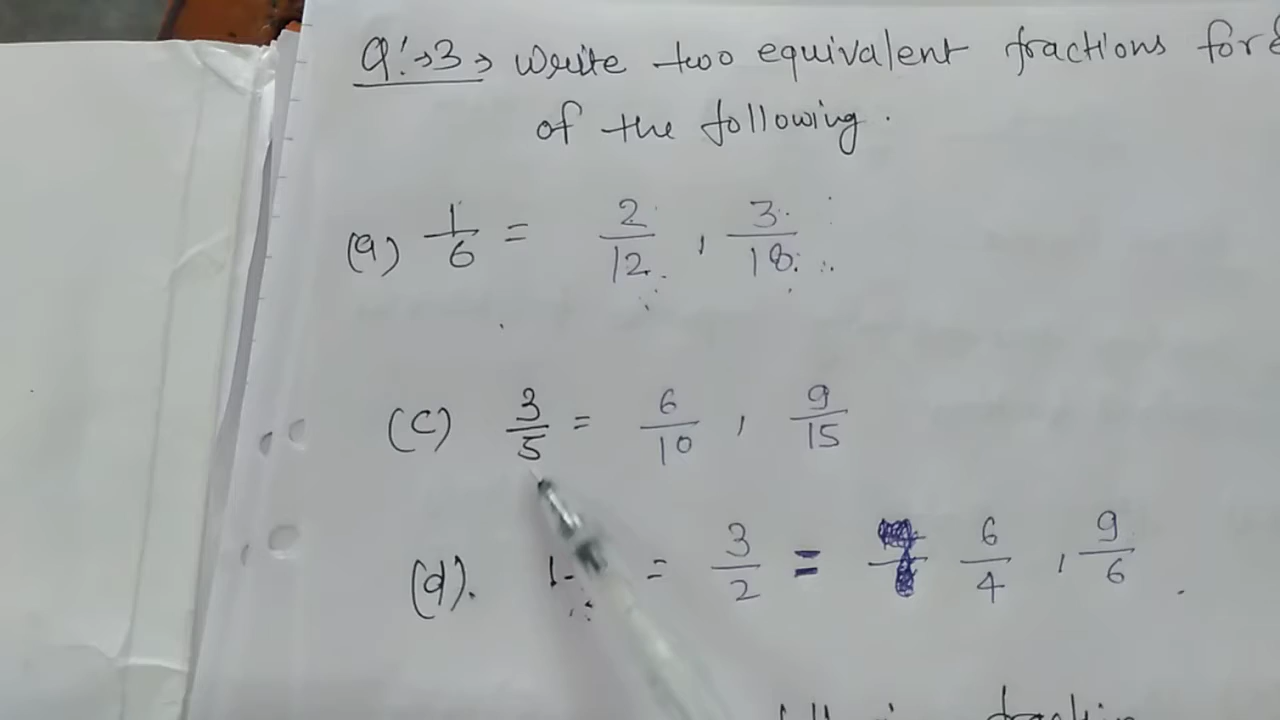 Q:→3→ Write two equivalent fractions for
of the following.
(a) 1/6 = 2/12 , 3/18
(c) 3/5 = 6/10 , 9/15
(d). 1 = 3/2 = 6/4 , 9/6